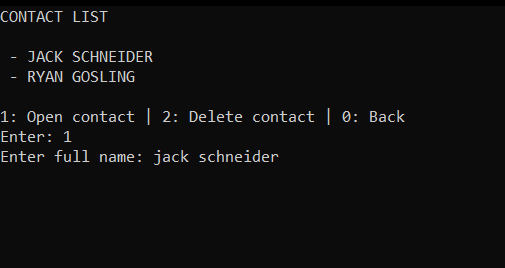 CONTACT LIST
- JACK SCHNEIDER
- RYAN GOSLING
1: Open contact | 2: Delete contact | 0: Back
Enter: 1
Enter full name: jack schneider